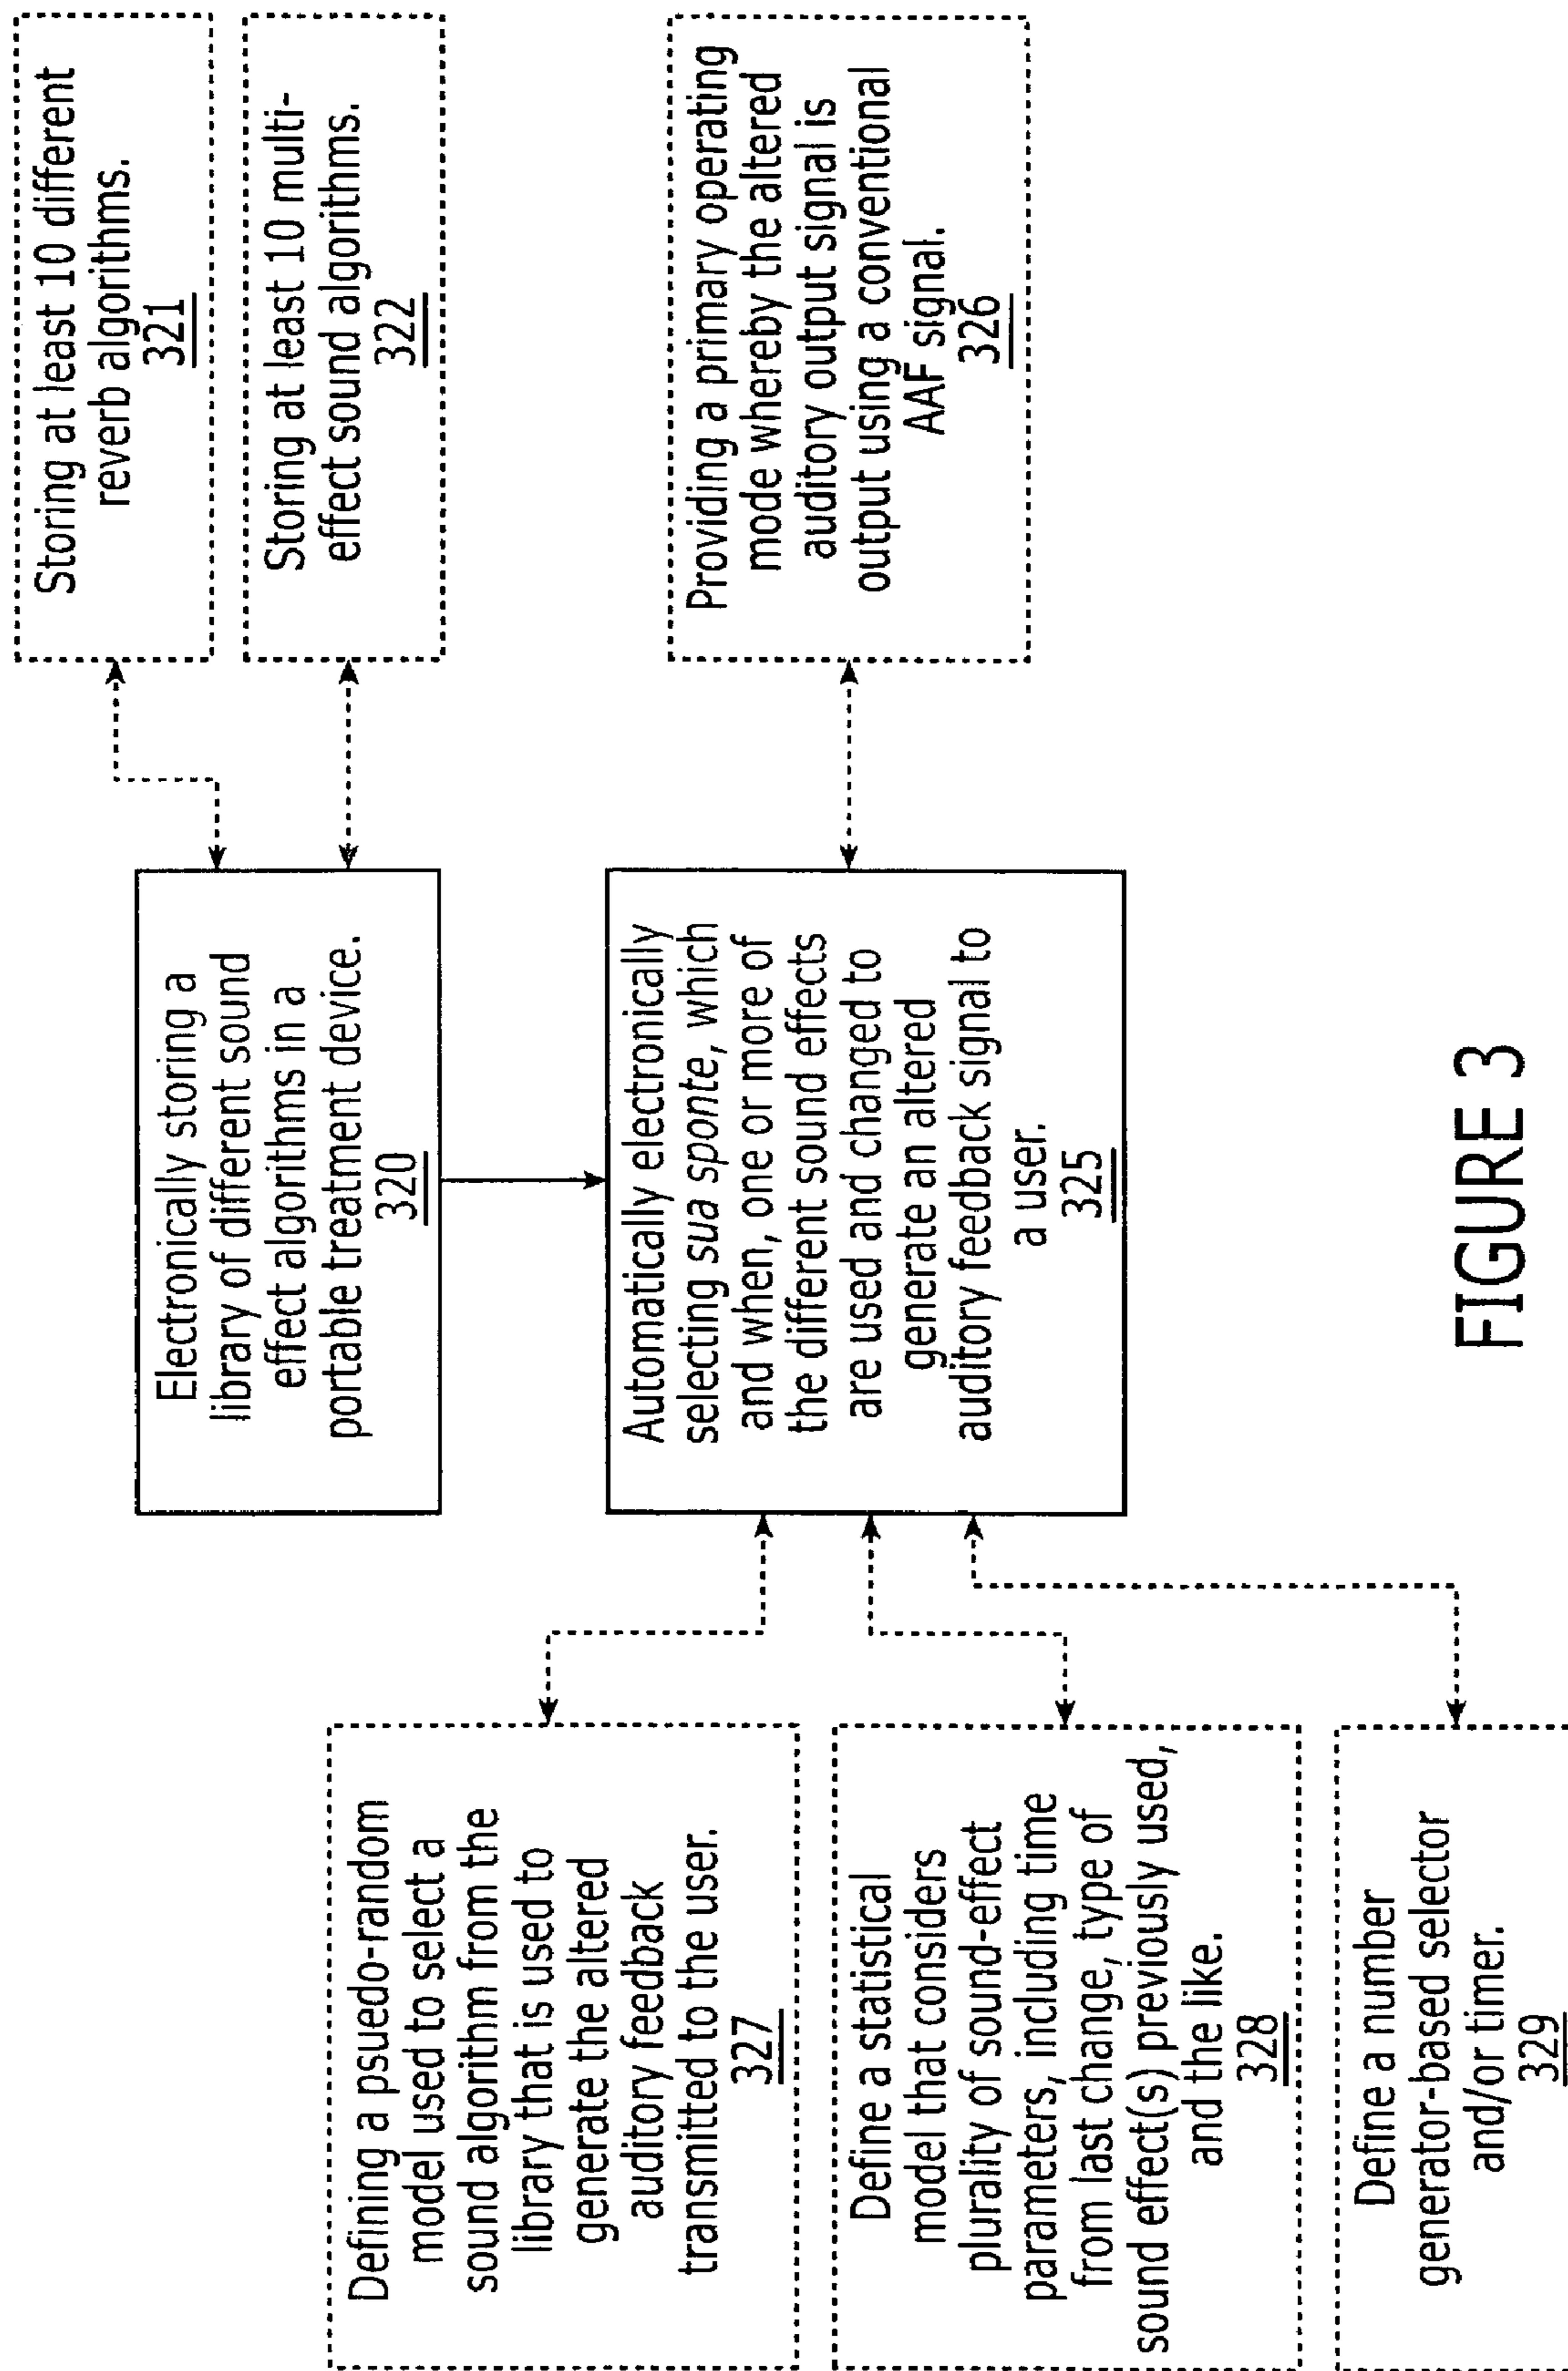 Electronically storing a
library of different sound
effect algorithms in a
portable treatment device.
320
Storing at least 10 different
reverb algorithms.
321
Storing at least 10 multi-
effect sound algorithms.
322
Automatically electronically
selecting sua sponte, which
and when, one or more of
the different sound effects
are used and changed to
generate an altered
auditory feedback signal to
a user.
325
Providing a primary operating
mode whereby the altered
auditory output signal is
output using a conventional
AAF signal.
326
Defining a psuedo-random
model used to select a
sound algorithm from the
library that is used to
generate the altered
auditory feedback
transmitted to the user.
327
Define a statistical
model that considers
plurality of sound-effect
parameters, including time
from last change, type of
sound effect(s) previously used,
and the like.
328
Define a number
generator-based selector
and/or timer.
329
FIGURE 3